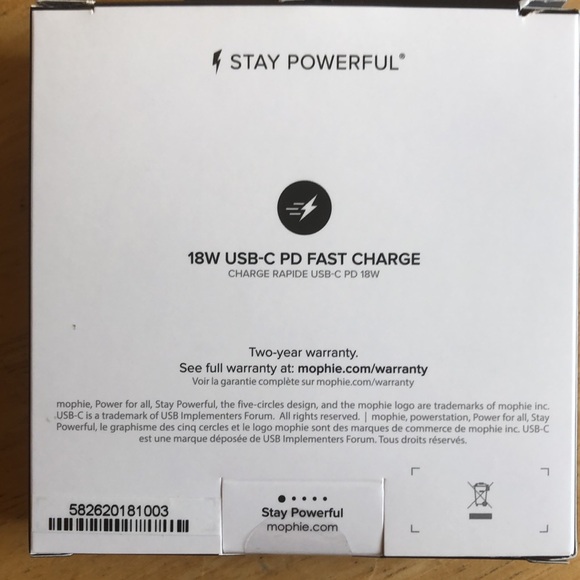 STAY POWERFUL®
18W USB-C PD FAST CHARGE
CHARGE RAPIDE USB-C PD 18W
Two-year warranty.
See full warranty at: mophie.com/warranty
Voir la garantie complète sur mophie.com/warranty
mophie, Power for all, Stay Powerful, the five-circles design, and the mophie logo are trademarks of mophie inc.
USB-C is a trademark of USB Implementers Forum. All rights reserved. | mophie, powerstation, Power for all, Stay
Powerful, le graphisme des cinq cercles et le logo mophie sont des marques de commerce de mophie inc. USB-C
est une marque déposée de USB Implementers Forum. Tous droits réservés.
582620181003
Stay Powerful
mophie.com